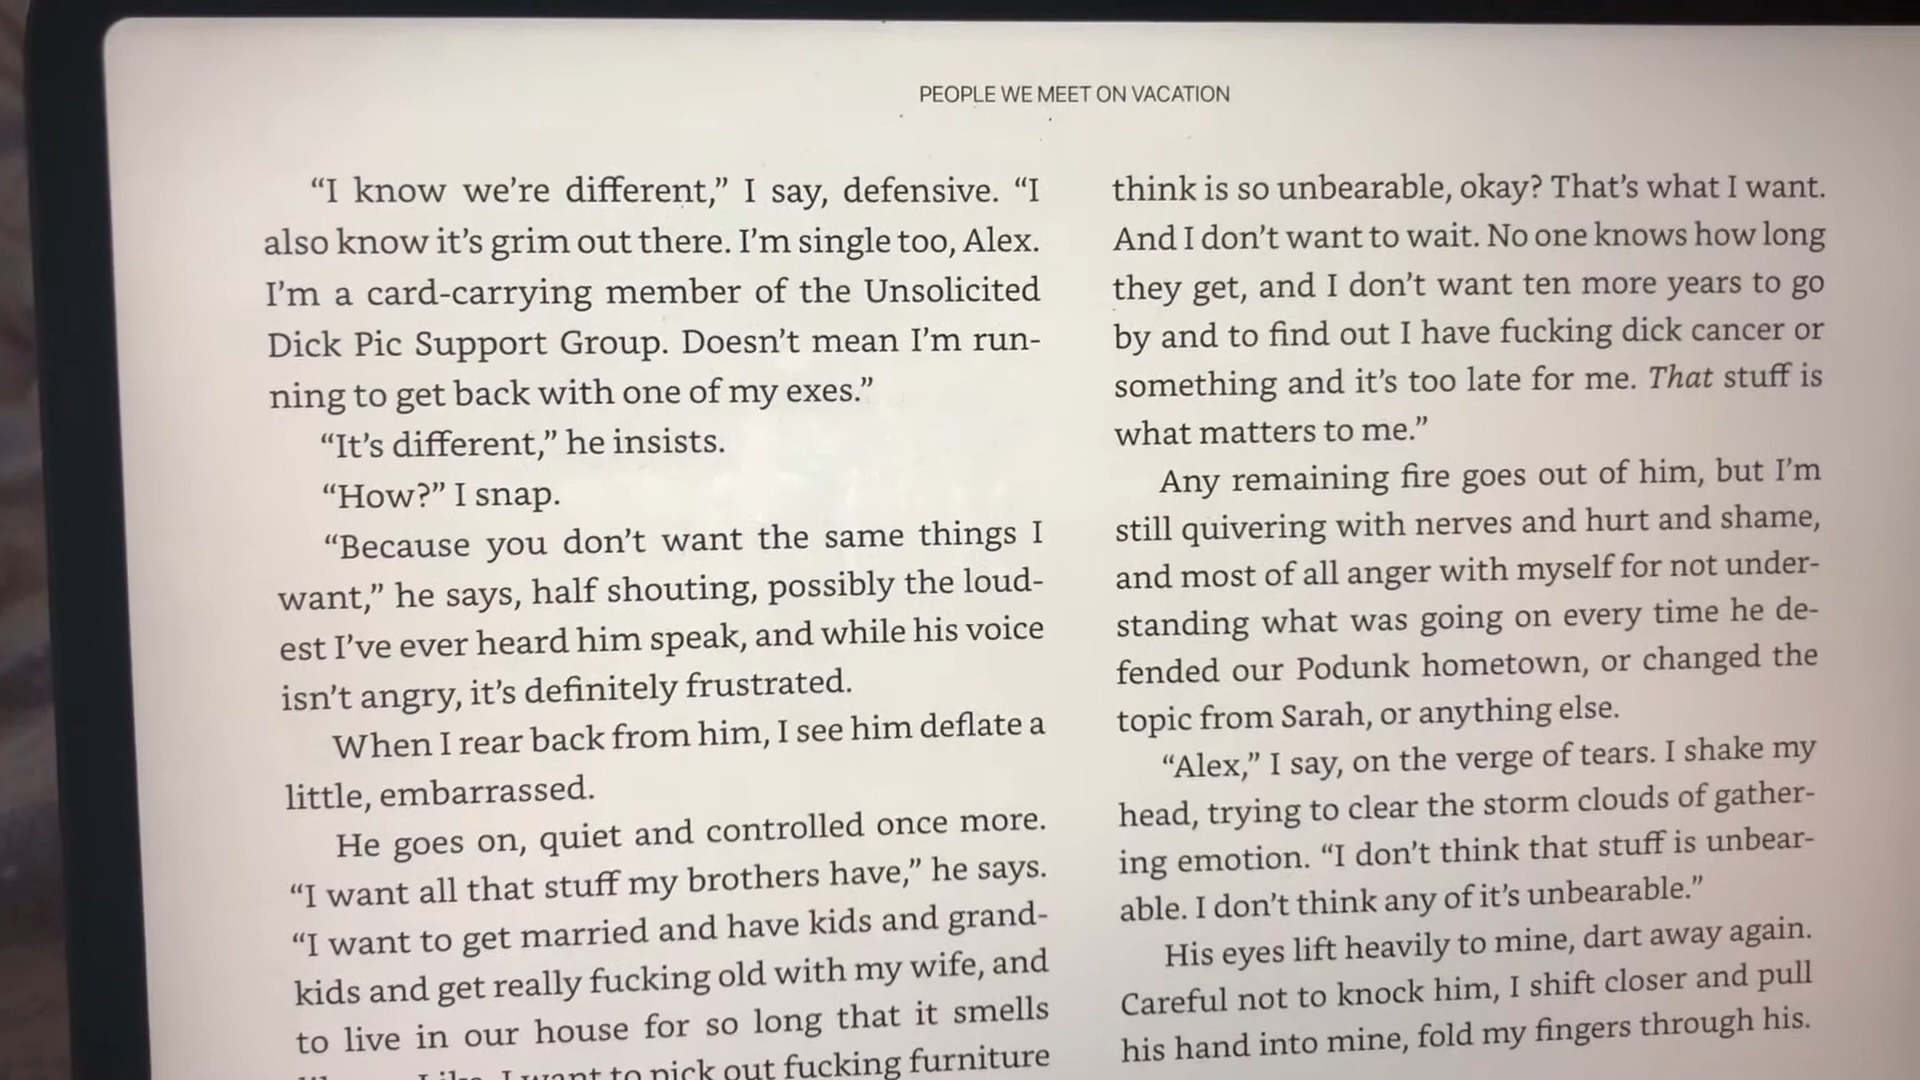 PEOPLE WE MEET ON VACATION
“I know we’re different,” I say, defensive. “I
also know it’s grim out there. I’m single too, Alex.
I’m a card-carrying member of the Unsolicited
Dick Pic Support Group. Doesn’t mean I’m run-
ning to get back with one of my exes.”
“It’s different,” he insists.
“How?” I snap.
“Because you don’t want the same things I
want,” he says, half shouting, possibly the loud-
est I’ve ever heard him speak, and while his voice
isn’t angry, it’s definitely frustrated.
When I rear back from him, I see him deflate a
little, embarrassed.
He goes on, quiet and controlled once more.
“I want all that stuff my brothers have,” he says.
“I want to get married and have kids and grand-
kids and get really fucking old with my wife, and
to live in our house for so long that it smells
I want to pick out fucking furniture
think is so unbearable, okay? That’s what I want.
And I don’t want to wait. No one knows how long
they get, and I don’t want ten more years to go
by and to find out I have fucking dick cancer or
something and it’s too late for me. That stuff is
what matters to me.”
Any remaining fire goes out of him, but I’m
still quivering with nerves and hurt and shame,
and most of all anger with myself for not under-
standing what was going on every time he de-
fended our Podunk hometown, or changed the
topic from Sarah, or anything else.
“Alex,” I say, on the verge of tears. I shake my
head, trying to clear the storm clouds of gather-
ing emotion. “I don’t think that stuff is unbear-
able. I don’t think any of it’s unbearable.”
His eyes lift heavily to mine, dart away again.
Careful not to knock him, I shift closer and pull
his hand into mine, fold my fingers through his.